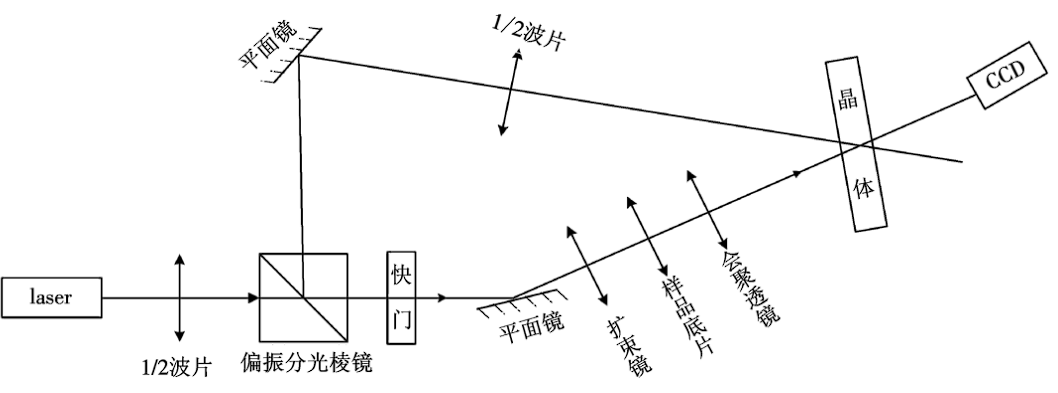 平面镜
1/2波片
CCD
晶
体
laser
快
门
1/2波片
偏振分光棱镜
平面镜
扩束镜
样品底片
会聚透镜